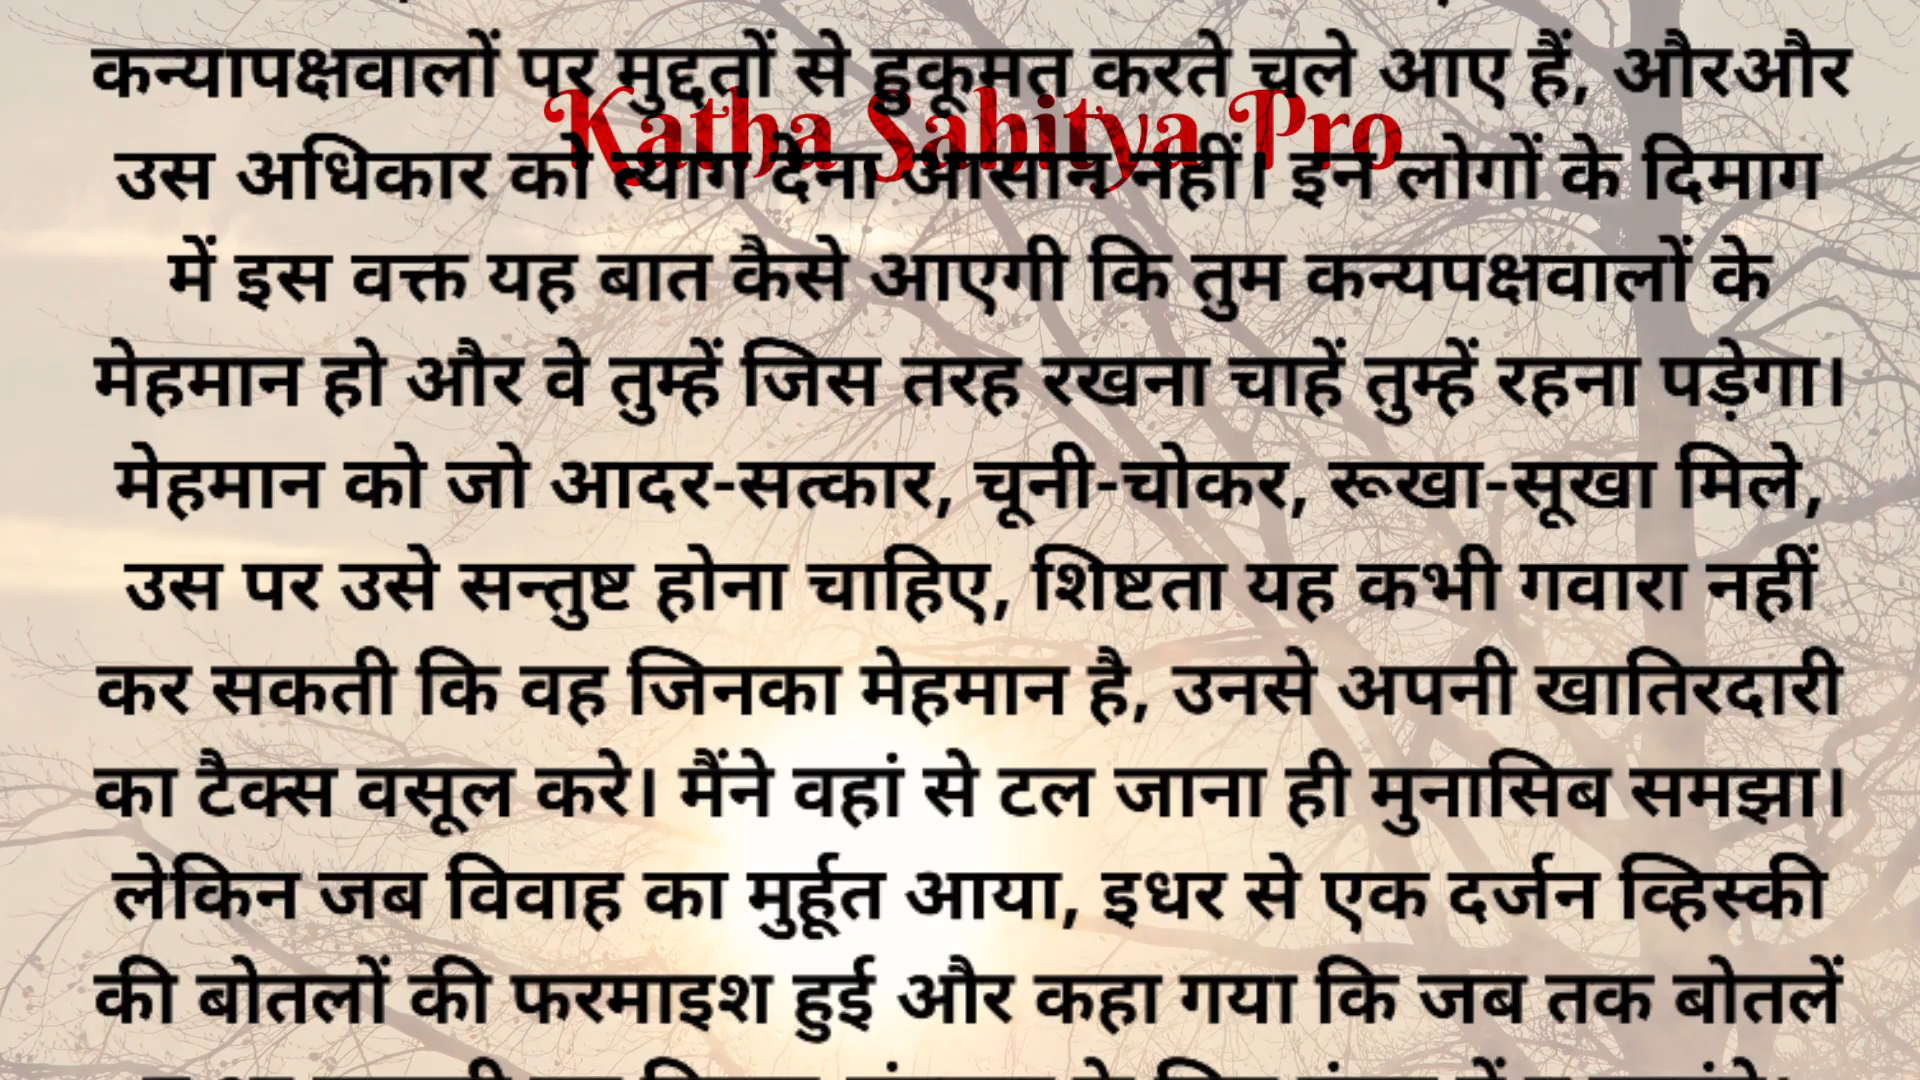 कन्यापक्षवालों पर मुद्दतों से हुकूमत करते चले आए हैं, औरऔर
Katha Sahitya Pro
उस अधिकार को त्याग देना आसान नहीं। इन लोगों के दिमाग
में इस वक्त यह बात कैसे आएगी कि तुम कन्यपक्षवालों के
मेहमान हो और वे तुम्हें जिस तरह रखना चाहें तुम्हें रहना पड़ेगा।
मेहमान को जो आदर-सत्कार, चूनी-चोकर, रूखा-सूखा मिले,
उस पर उसे सन्तुष्ट होना चाहिए, शिष्टता यह कभी गवारा नहीं
कर सकती कि वह जिनका मेहमान है, उनसे अपनी खातिरदारी
का टैक्स वसूल करे। मैंने वहां से टल जाना ही मुनासिब समझा।
लेकिन जब विवाह का मुर्हूत आया, इधर से एक दर्जन व्हिस्की
की बोतलों की फरमाइश हुई और कहा गया कि जब तक बोतलें